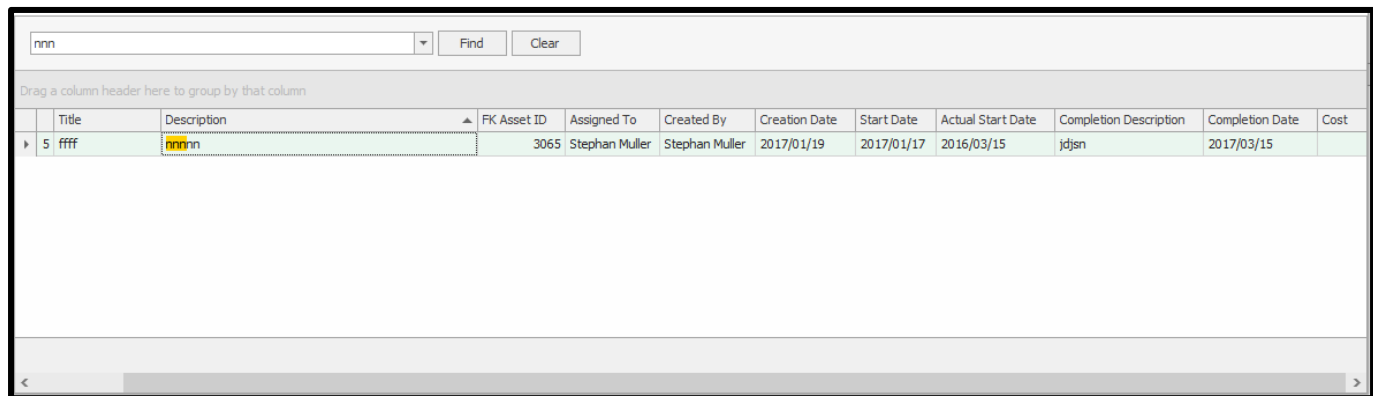 nnn Find Clear
Drag a column header here to group by that column
Title Description FK Asset ID Assigned To Created By Creation Date Start Date Actual Start Date Completion Description Completion Date Cost
5 ffff nnnnn 3065 Stephan Muller Stephan Muller 2017/01/19 2017/01/17 2016/03/15 jdjsn 2017/03/15